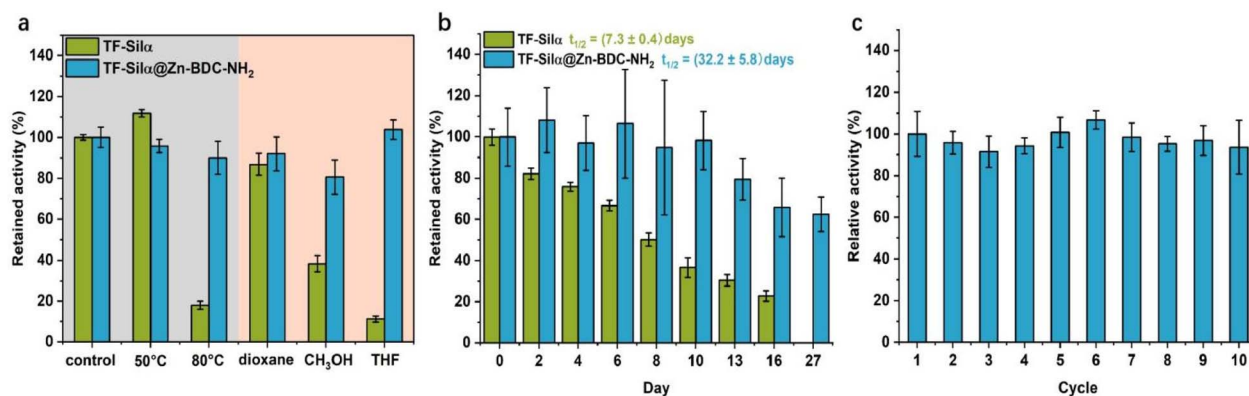 a
TF-Silα
TF-Silα@Zn-BDC-NH₂
Retained activity (%)
140
120
100
80
60
40
20
0
control 50°C 80°C dioxane CH₃OH THF
b
TF-Silα t₁/₂ = (7.3 ± 0.4)days
TF-Silα@Zn-BDC-NH₂ t₁/₂ = (32.2 ± 5.8)days
Retained activity (%)
140
120
100
80
60
40
20
0
0 2 4 6 8 10 13 16 27
Day
c
Relative activity (%)
140
120
100
80
60
40
20
0
1 2 3 4 5 6 7 8 9 10
Cycle